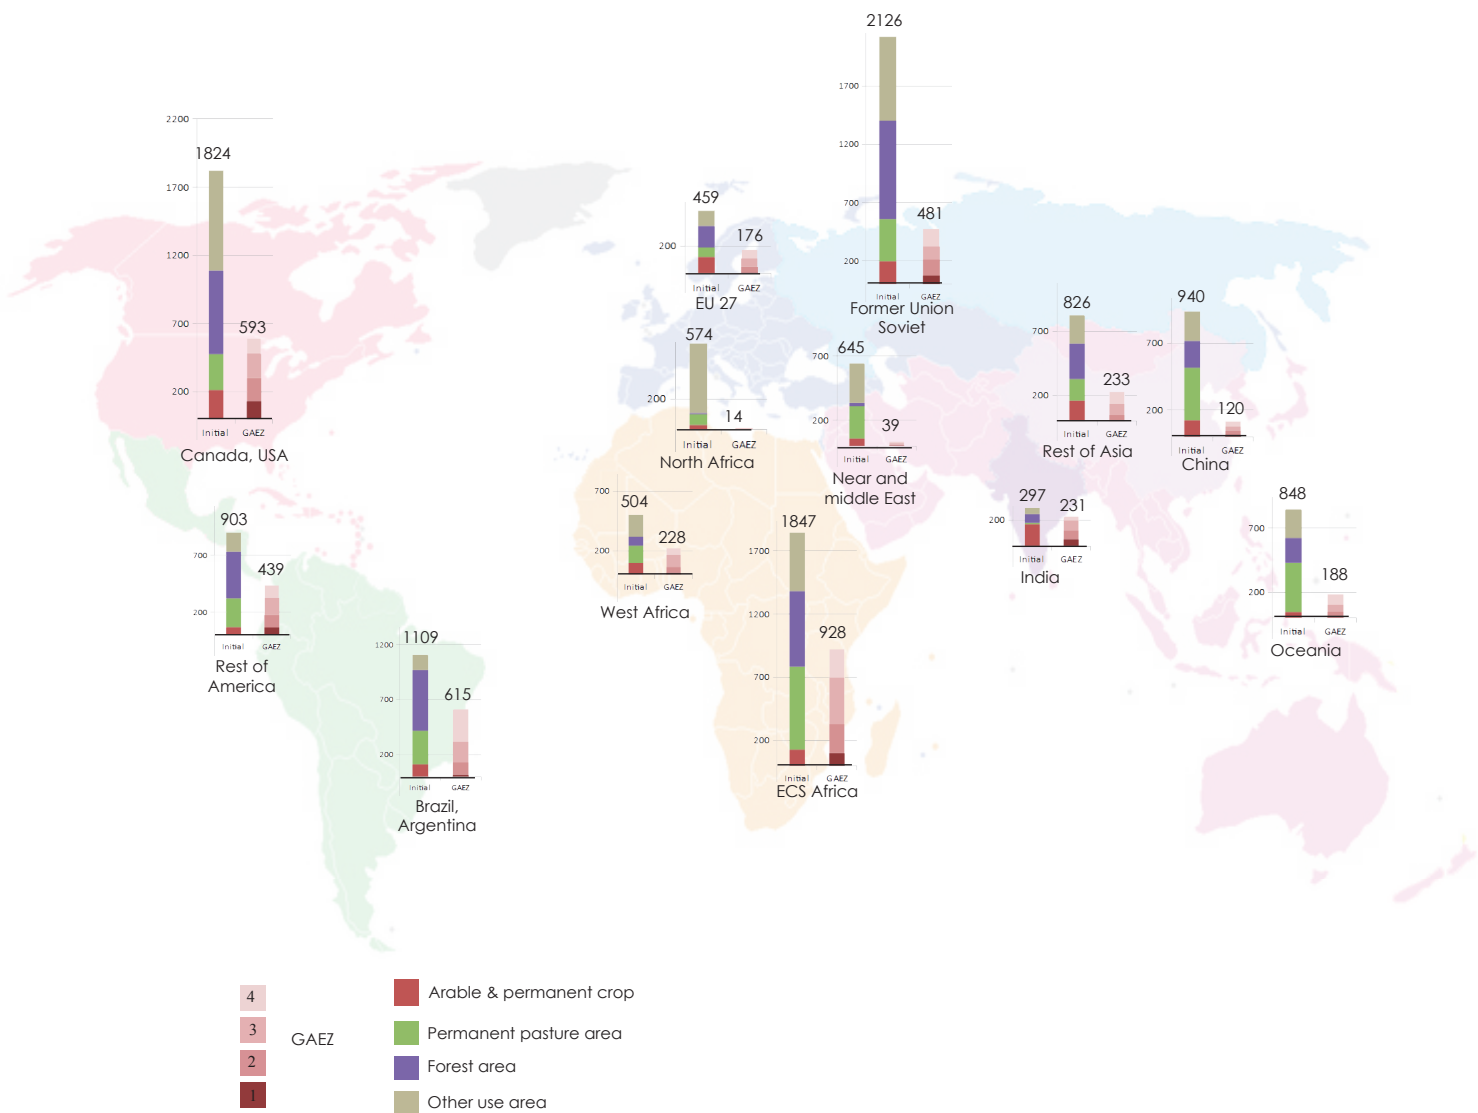 2126
1700
1200
700
481
200
Initial
GAEZ
Former Union
Soviet
2200
1824
1700
1200
700
593
200
Initial
GAEZ
Canada, USA
459
200
176
Initial
GAEZ
EU 27
574
200
14
Initial
GAEZ
North Africa
700
645
200
39
Initial
GAEZ
Near and
middle East
826
700
233
200
Initial
GAEZ
Rest of Asia
940
700
200
120
Initial
GAEZ
China
700
504
200
228
Initial
GAEZ
West Africa
1847
1700
1200
928
700
200
Initial
GAEZ
ECS Africa
297
231
200
Initial
GAEZ
India
848
700
200
188
Initial
GAEZ
Oceania
903
700
439
200
Initial
GAEZ
Rest of
America
1109
1200
700
615
200
Initial
GAEZ
Brazil,
Argentina
4
3
2
1
GAEZ
Arable & permanent crop
Permanent pasture area
Forest area
Other use area